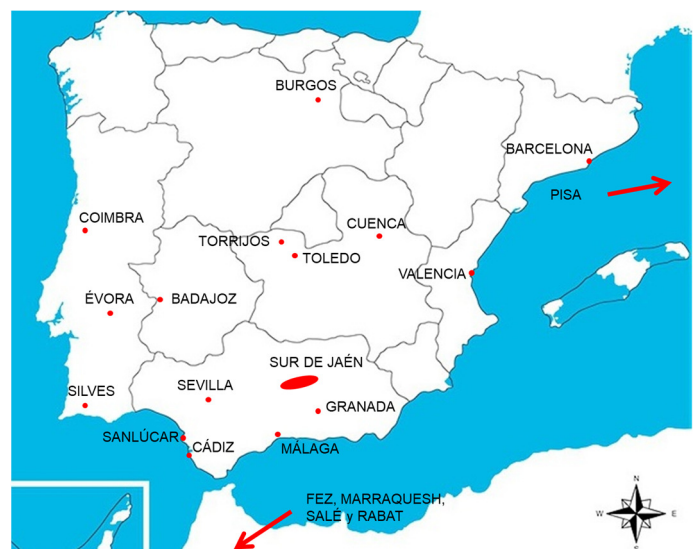 BURGOS
BARCELONA
PISA
COIMBRA
CUENCA
TORRIJOS
TOLEDO
VALENCIA
ÉVORA
BADAJOZ
SUR DE JAÉN
SEVILLA
SILVES
GRANADA
SANLÚCAR
CÁDIZ
MÁLAGA
FEZ, MARRAQUESH,
SALÉ y RABAT
N
W
E
S